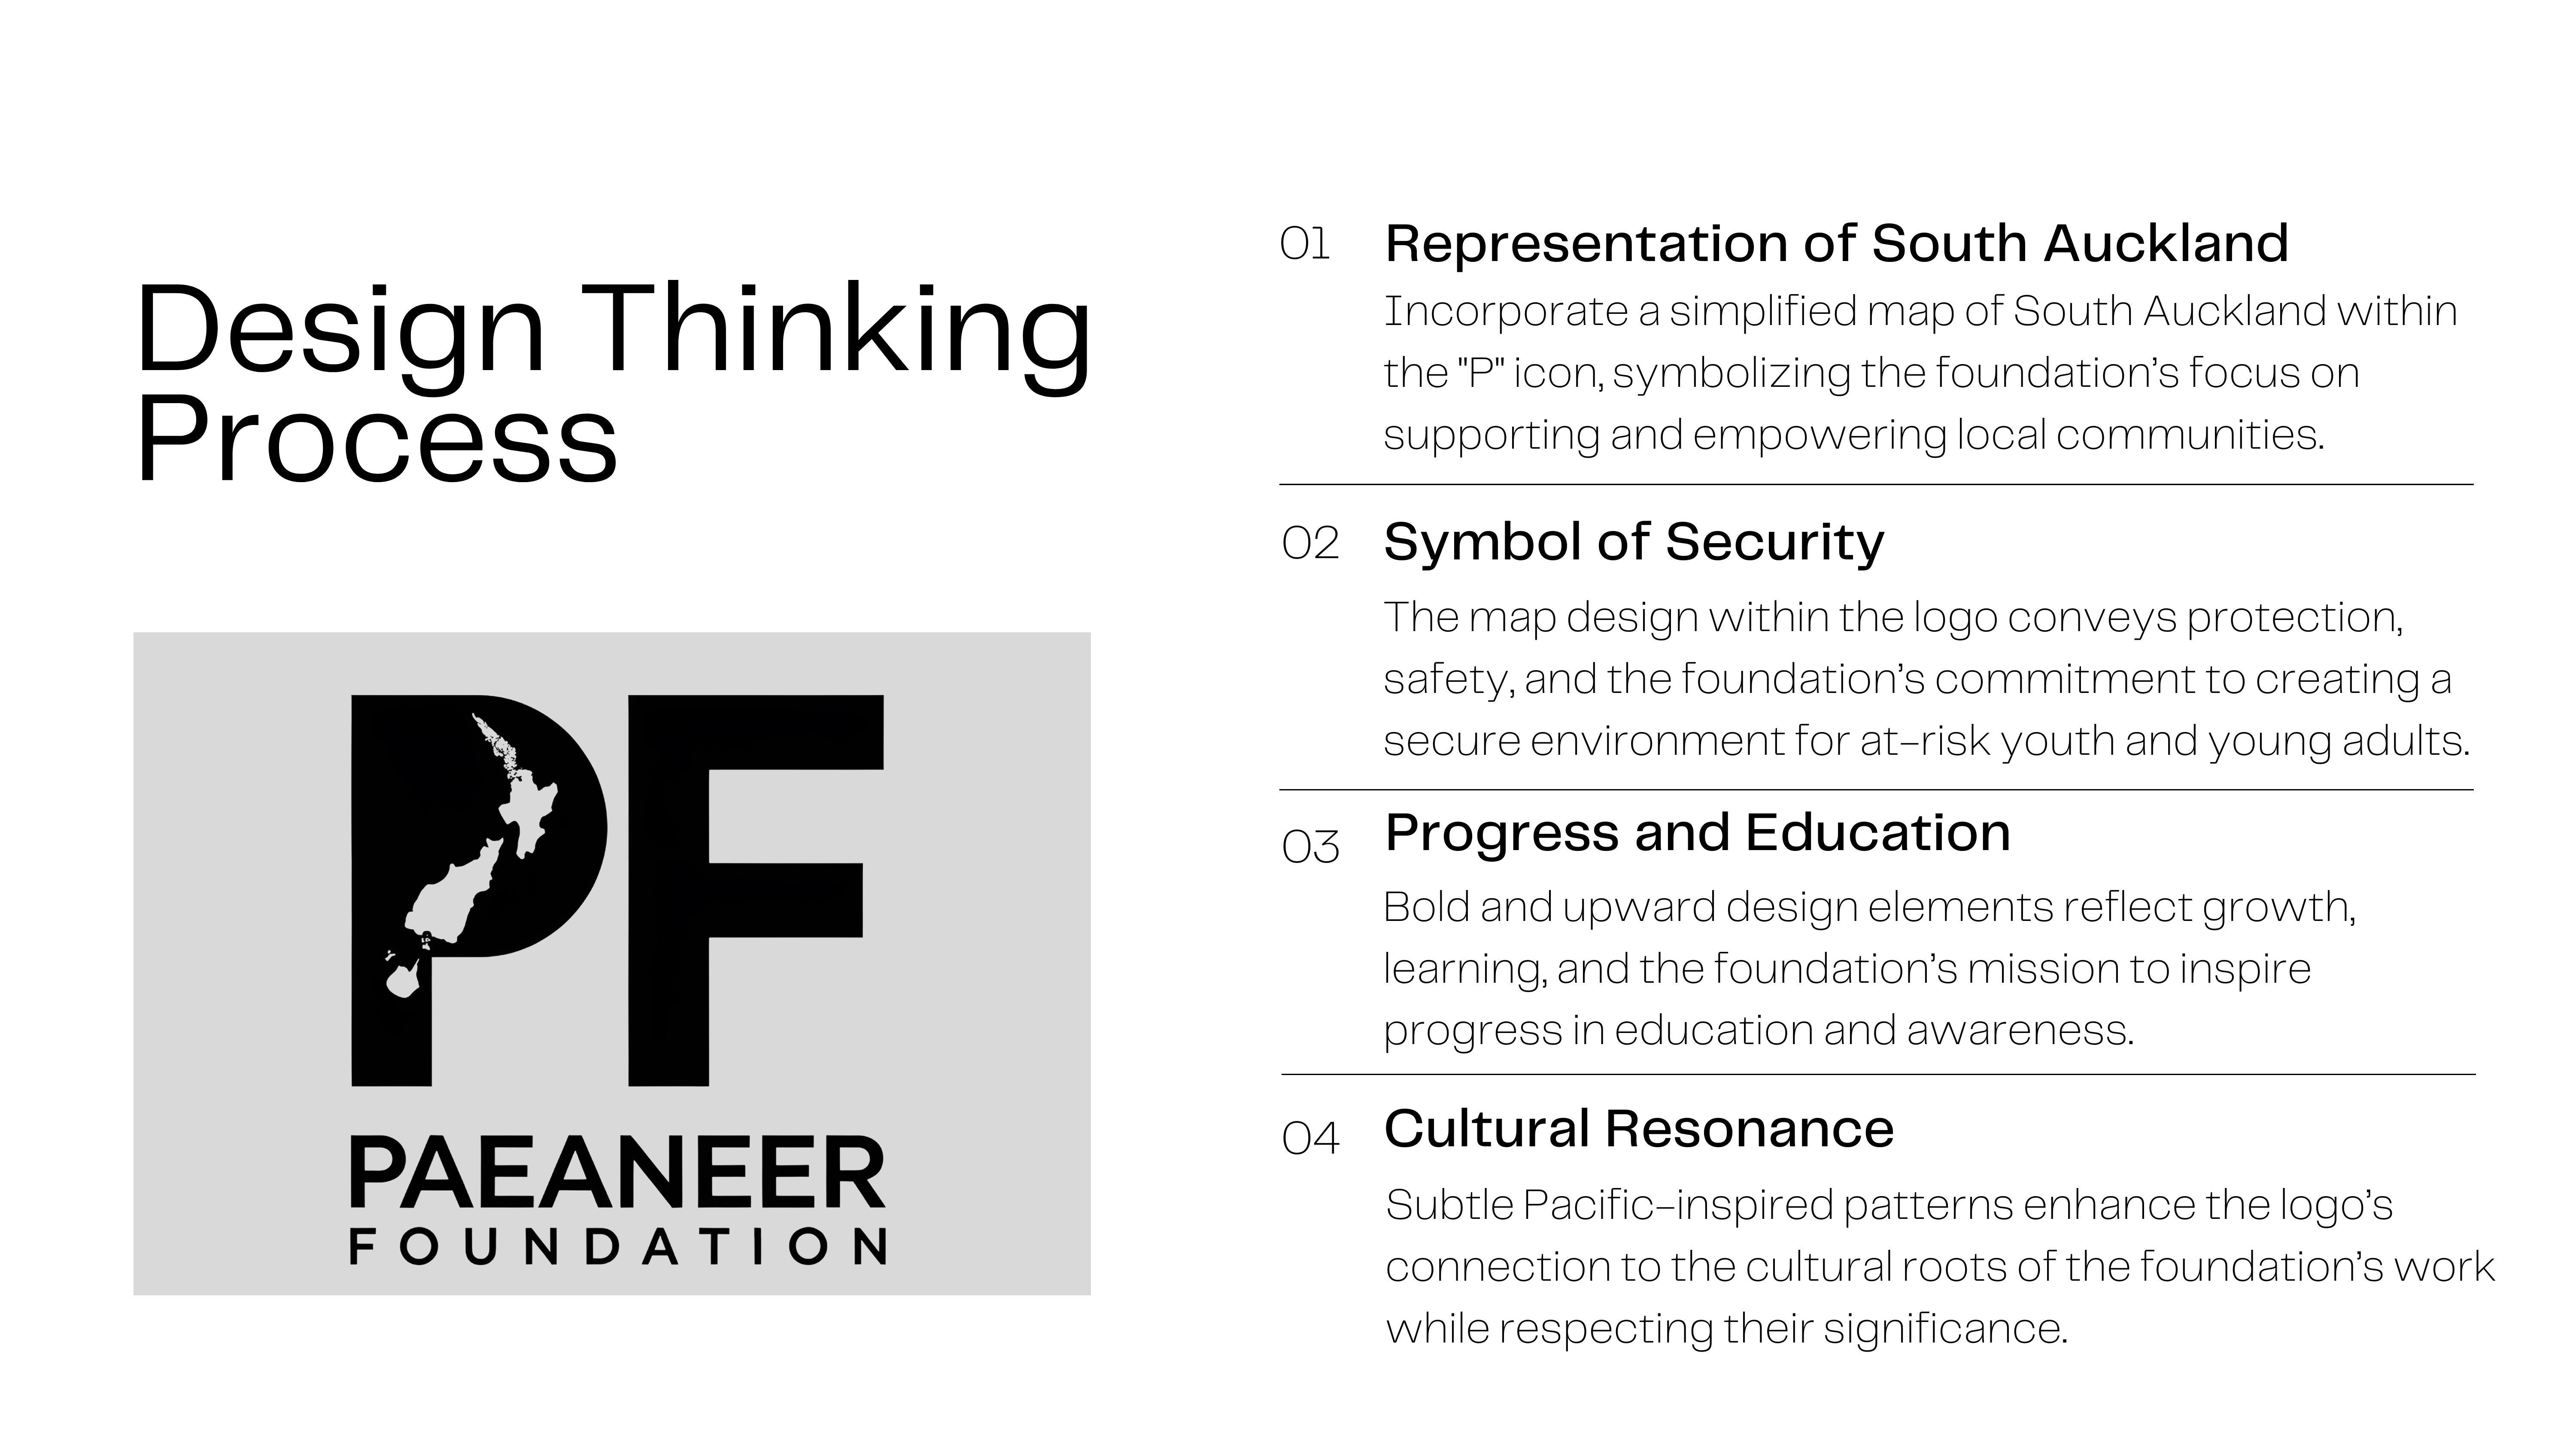 Design Thinking
Process
PF
PAEANEER
FOUNDATION
01
Representation of South Auckland
Incorporate a simplified map of South Auckland within
the "P" icon, symbolizing the foundation’s focus on
supporting and empowering local communities.
02
Symbol of Security
The map design within the logo conveys protection,
safety, and the foundation’s commitment to creating a
secure environment for at-risk youth and young adults.
03
Progress and Education
Bold and upward design elements reflect growth,
learning, and the foundation’s mission to inspire
progress in education and awareness.
04
Cultural Resonance
Subtle Pacific-inspired patterns enhance the logo’s
connection to the cultural roots of the foundation’s work
while respecting their significance.